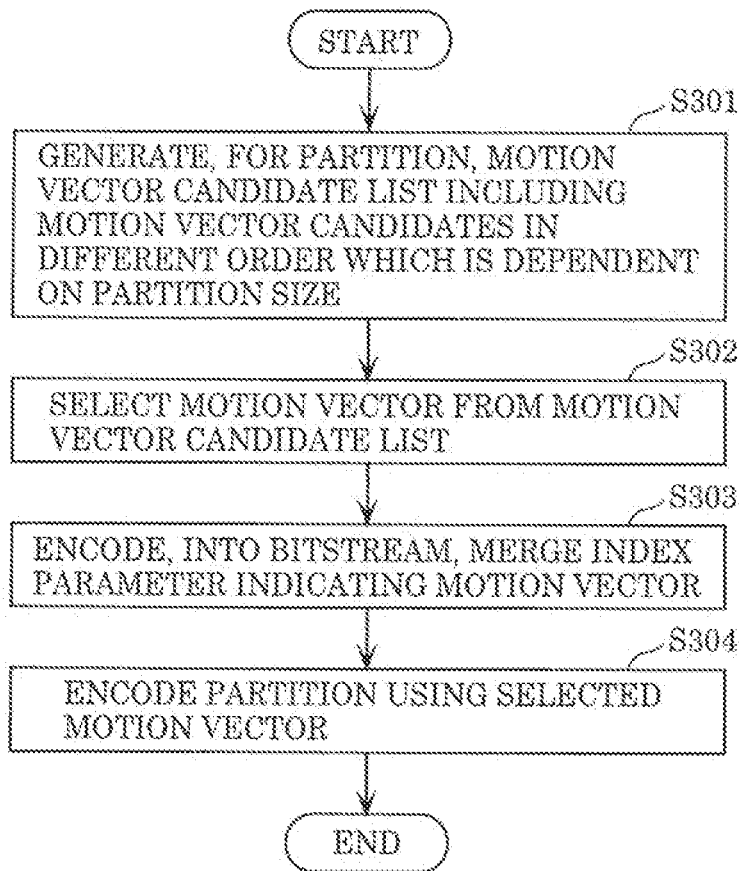 START
S301
GENERATE, FOR PARTITION, MOTION
VECTOR CANDIDATE LIST INCLUDING
MOTION VECTOR CANDIDATES IN
DIFFERENT ORDER WHICH IS DEPENDENT
ON PARTITION SIZE
S302
SELECT MOTION VECTOR FROM MOTION
VECTOR CANDIDATE LIST
S303
ENCODE, INTO BITSTREAM, MERGE INDEX
PARAMETER INDICATING MOTION VECTOR
S304
ENCODE PARTITION USING SELECTED
MOTION VECTOR
END